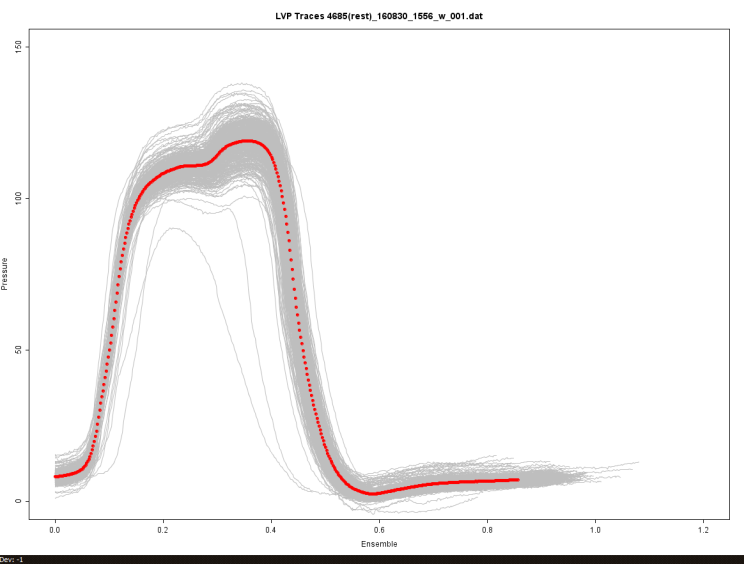 LVP Traces 4685(rest)_160830_1556_w_001.dat
150
100
50
0
Pressure
0.0 0.2 0.4 0.6 0.8 1.0 1.2
Ensemble
Dev: -1